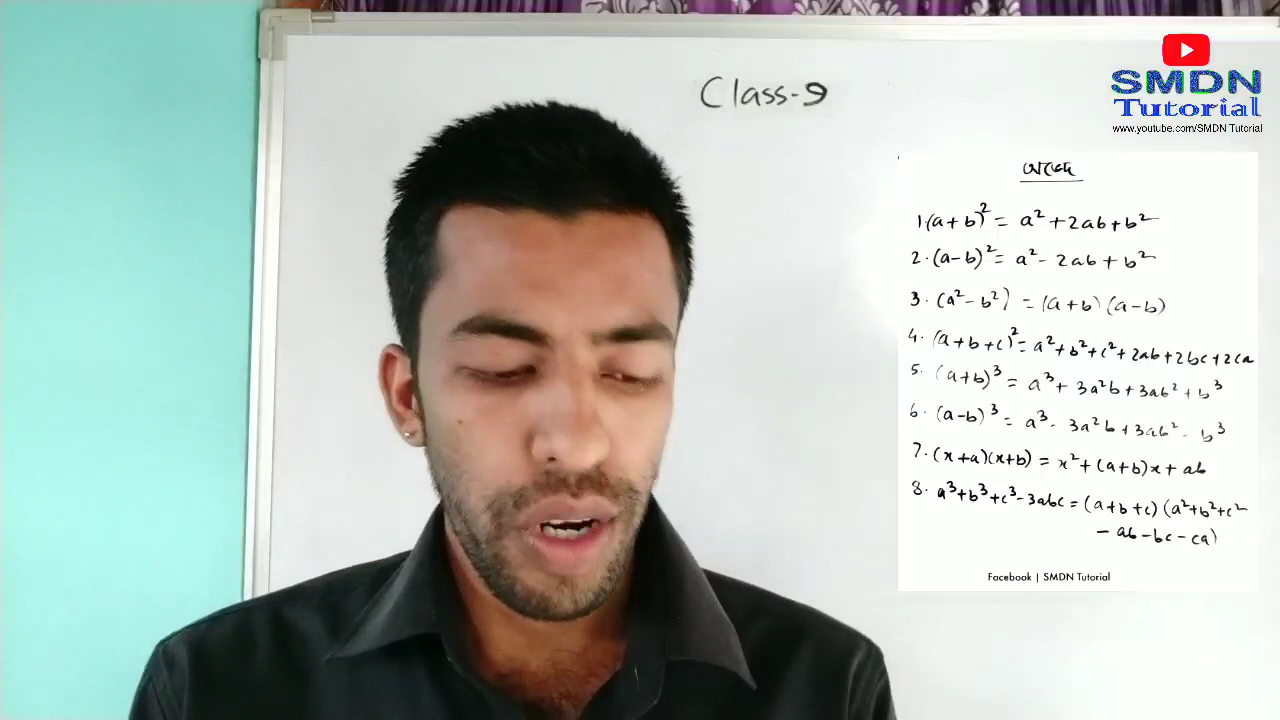 Class-9
SMDN
Tutorial
www.youtube.com/SMDN Tutorial
1. (a+b)² = a² + 2ab + b²
2. (a-b)² = a² - 2ab + b²
3. (a² - b²) = (a+b) (a-b)
4. (a+b+c)² = a²+b²+c²+2ab+2bc+2ca
5. (a+b)³ = a³ + 3a²b + 3ab² + b³
6. (a-b)³ = a³ - 3a²b + 3ab² - b³
7. (x+a)(x+b) = x² + (a+b)x + ab
8. a³+b³+c³-3abc = (a+b+c) (a²+b²+c²
- ab - bc - ca)
Facebook | SMDN Tutorial